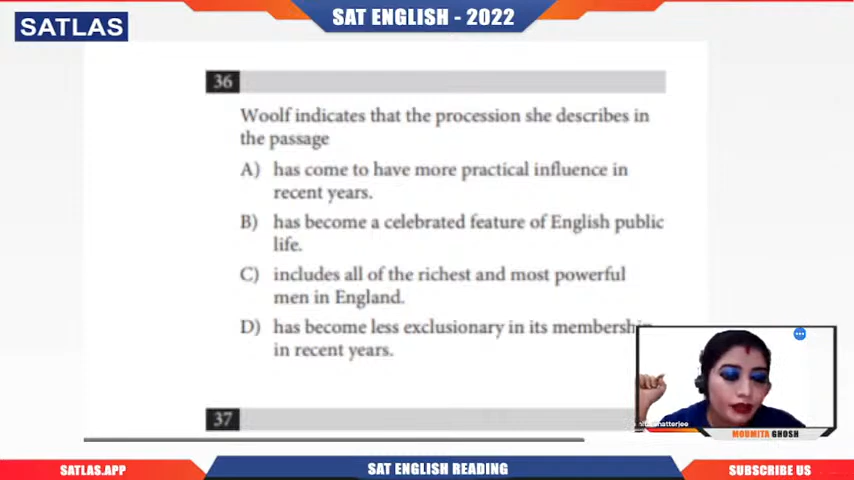 SATLAS
SAT ENGLISH - 2022
36
Woolf indicates that the procession she describes in
the passage
A) has come to have more practical influence in
recent years.
B) has become a celebrated feature of English public
life.
C) includes all of the richest and most powerful
men in England.
D) has become less exclusionary in its
in recent years.
37
MOUMITA GHOSH
SATLAS.APP
SAT ENGLISH READING
SUBSCRIBE US